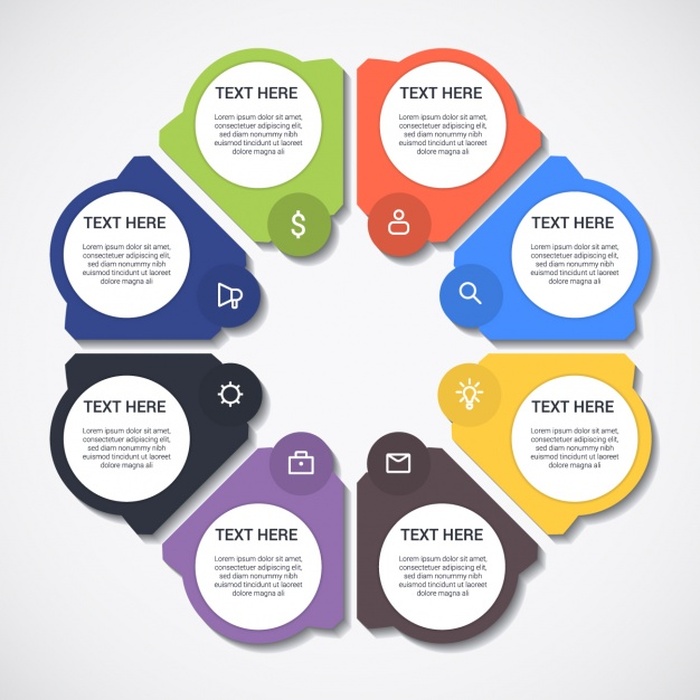 TEXT HERE
Lorem ipsum dolor sit amet,
consectetuer adipiscing elit,
sed diam nonummy nibh
euismod tincidunt ut laoreet
dolore magna ali
TEXT HERE
Lorem ipsum dolor sit amet,
consectetuer adipiscing elit,
sed diam nonummy nibh
euismod tincidunt ut laoreet
dolore magna ali
TEXT HERE
Lorem ipsum dolor sit amet,
consectetuer adipiscing elit,
sed diam nonummy nibh
euismod tincidunt ut laoreet
dolore magna ali
TEXT HERE
Lorem ipsum dolor sit amet,
consectetuer adipiscing elit,
sed diam nonummy nibh
euismod tincidunt ut laoreet
dolore magna ali
TEXT HERE
Lorem ipsum dolor sit amet,
consectetuer adipiscing elit,
sed diam nonummy nibh
euismod tincidunt ut laoreet
dolore magna ali
TEXT HERE
Lorem ipsum dolor sit amet,
consectetuer adipiscing elit,
sed diam nonummy nibh
euismod tincidunt ut laoreet
dolore magna ali
TEXT HERE
Lorem ipsum dolor sit amet,
consectetuer adipiscing elit,
sed diam nonummy nibh
euismod tincidunt ut laoreet
dolore magna ali
TEXT HERE
Lorem ipsum dolor sit amet,
consectetuer adipiscing elit,
sed diam nonummy nibh
euismod tincidunt ut laoreet
dolore magna ali